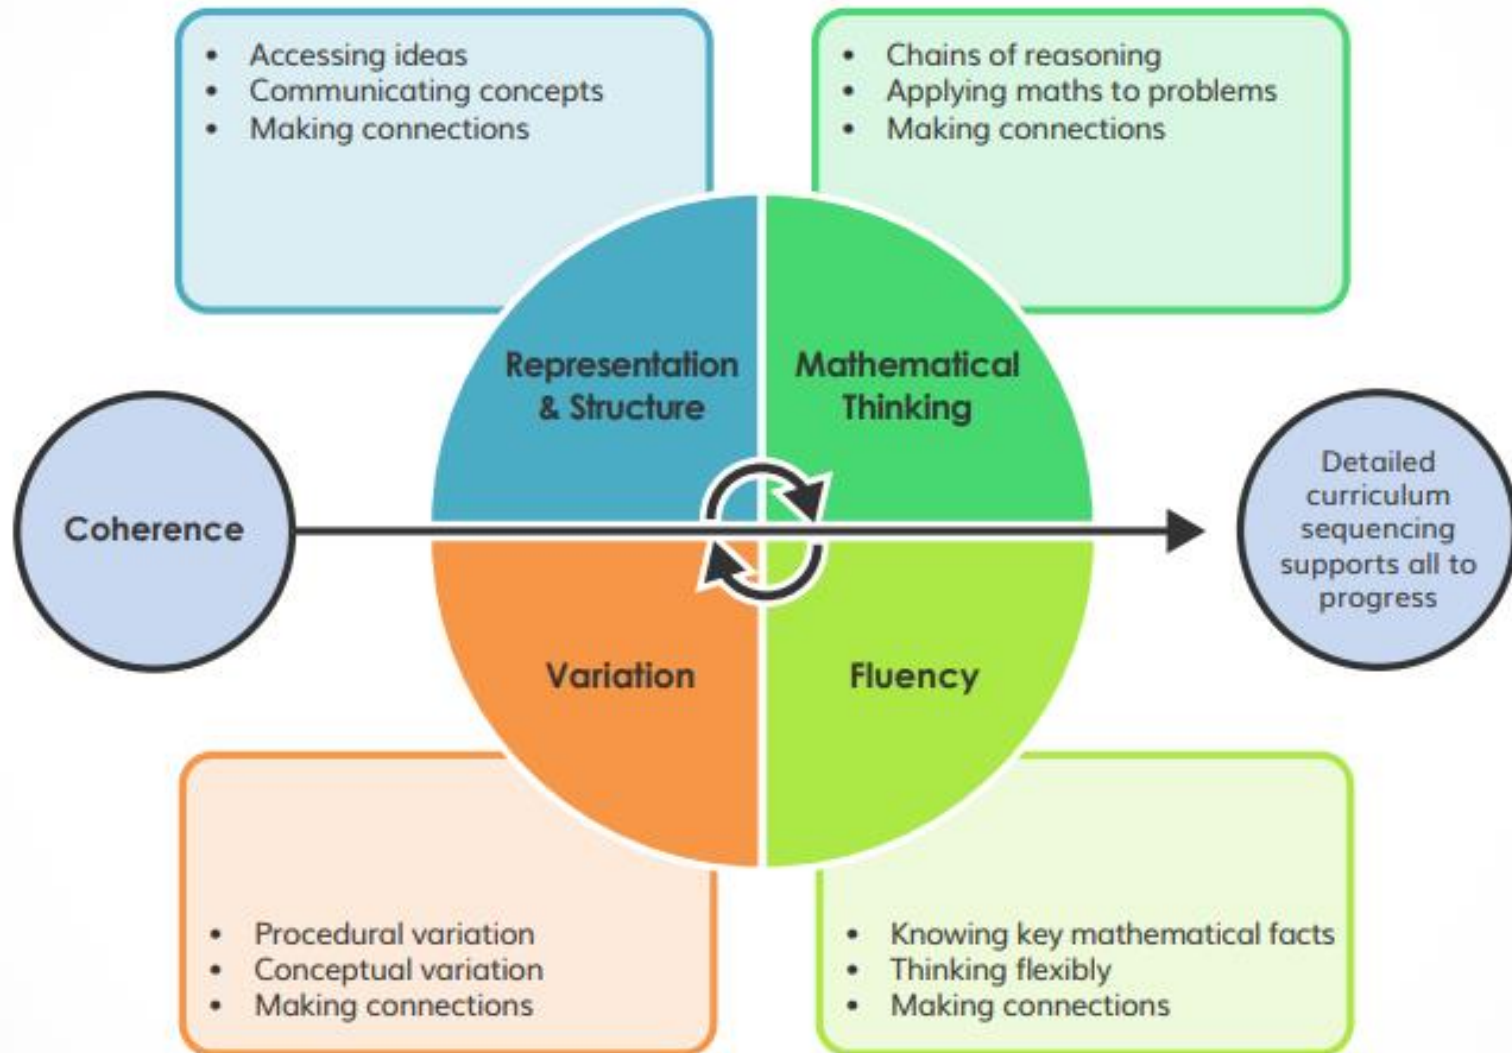 • Accessing ideas
• Communicating concepts
• Making connections
• Chains of reasoning
• Applying maths to problems
• Making connections
Representation
& Structure
Mathematical
Thinking
Coherence
Detailed
curriculum
sequencing
supports all to
progress
Variation
Fluency
• Procedural variation
• Conceptual variation
• Making connections
• Knowing key mathematical facts
• Thinking flexibly
• Making connections